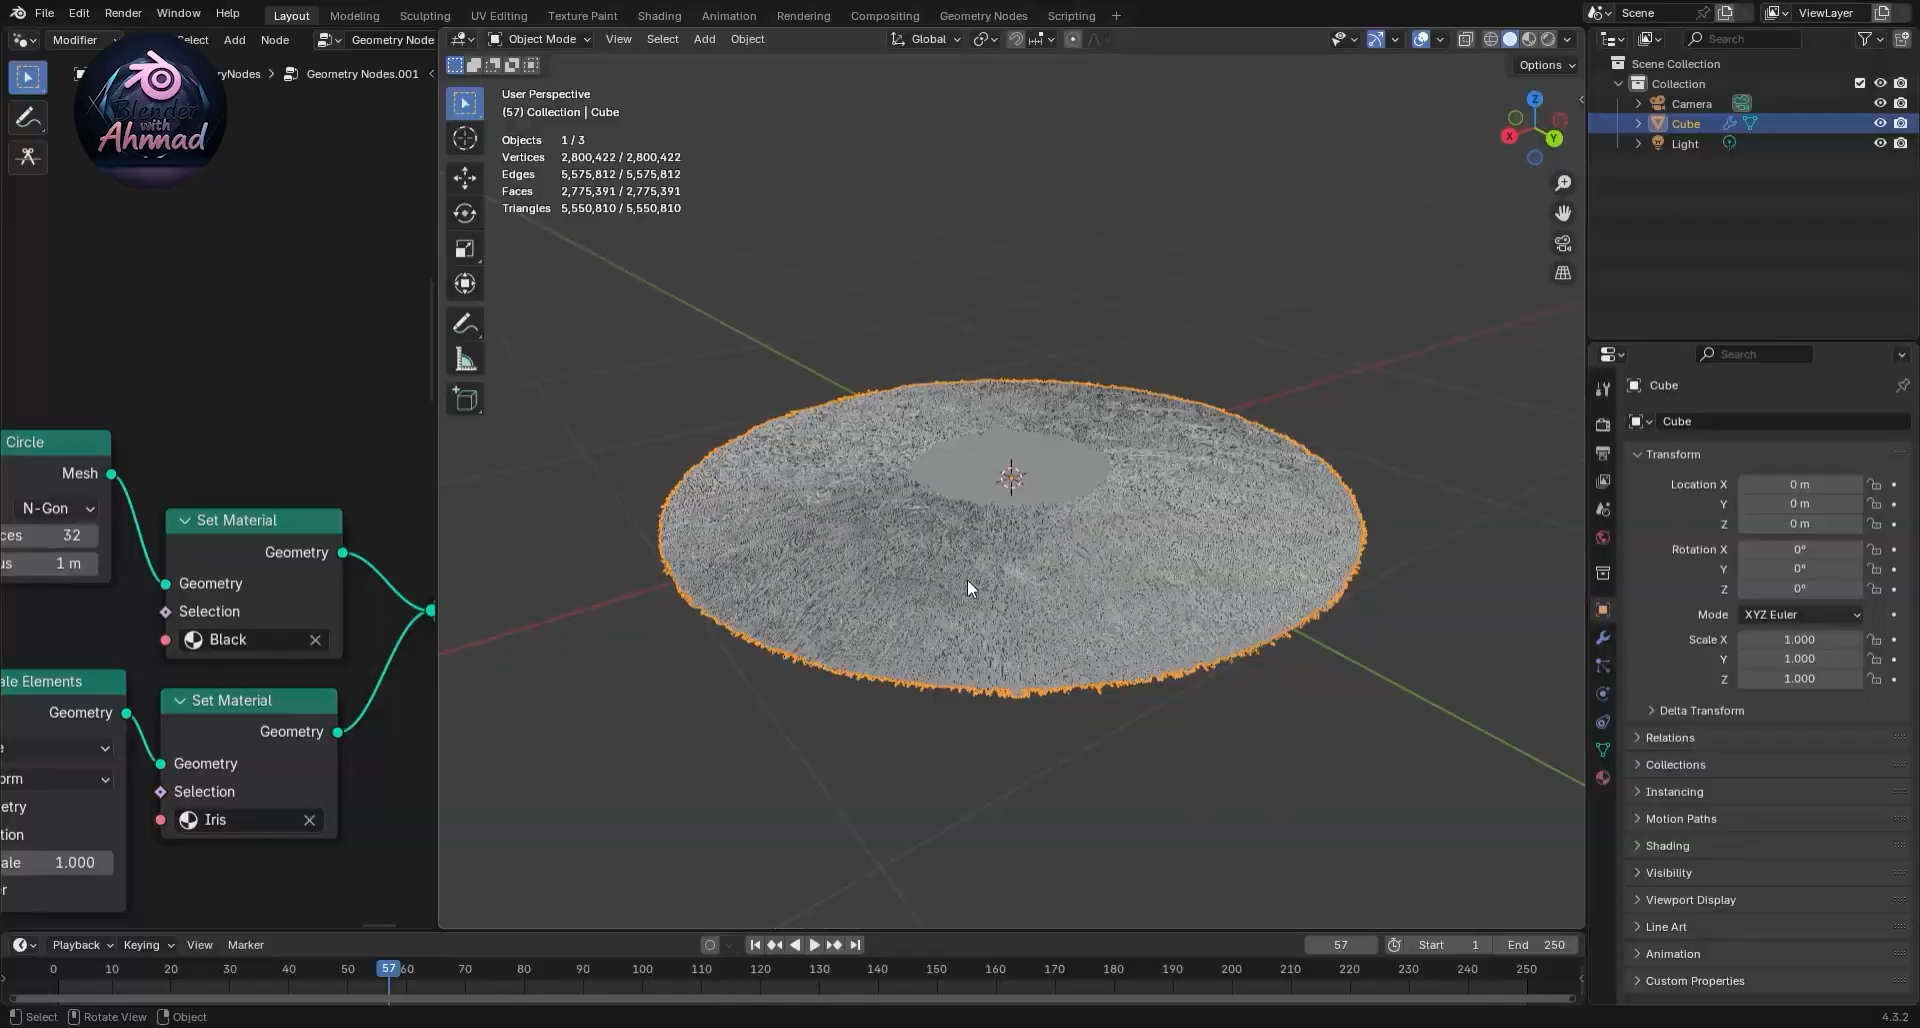 File Edit Render Window Help
Layout Modeling Sculpting UV Editing Texture Paint Shading Animation Rendering Compositing Geometry Nodes Scripting +
Scene
ViewLayer
Modifier
Select Add Node
Geometry Node
Object Mode View Select Add Object
Global
Search
ryNodes > Geometry Nodes.001
Options
Blender
with
Ahmad
User Perspective
(57) Collection | Cube
Objects 1 / 3
Vertices 2,800,422 / 2,800,422
Edges 5,575,812 / 5,575,812
Faces 2,775,391 / 2,775,391
Triangles 5,550,810 / 5,550,810
Z
X
Y
Scene Collection
Collection
Camera
Cube
Light
Circle
Mesh
N-Gon
ces 32
us 1 m
Set Material
Geometry
Geometry
Selection
Black
ale Elements
Geometry
e
orm
etry
tion
ale 1.000
r
Set Material
Geometry
Geometry
Selection
Iris
Search
Cube
Cube
Transform
Location X 0 m
Y 0 m
Z 0 m
Rotation X 0°
Y 0°
Z 0°
Mode XYZ Euler
Scale X 1.000
Y 1.000
Z 1.000
Delta Transform
Relations
Collections
Instancing
Motion Paths
Shading
Visibility
Viewport Display
Line Art
Animation
Custom Properties
Playback Keying View Marker
57
Start 1 End 250
0 10 20 30 40 50 57 60 70 80 90 100 110 120 130 140 150 160 170 180 190 200 210 220 230 240 250
Select Rotate View Object
4.3.2